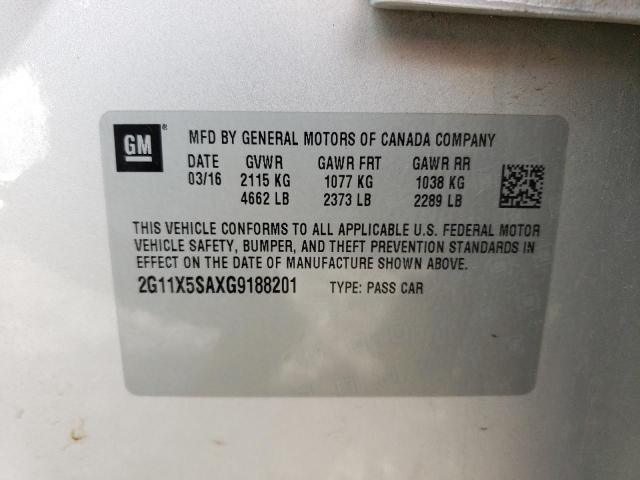 GM ®
MFD BY GENERAL MOTORS OF CANADA COMPANY
DATE GVWR GAWR FRT GAWR RR
03/16 2115 KG 1077 KG 1038 KG
4662 LB 2373 LB 2289 LB
THIS VEHICLE CONFORMS TO ALL APPLICABLE U.S. FEDERAL MOTOR
VEHICLE SAFETY, BUMPER, AND THEFT PREVENTION STANDARDS IN
EFFECT ON THE DATE OF MANUFACTURE SHOWN ABOVE.
2G11X5SAXG9188201 TYPE: PASS CAR